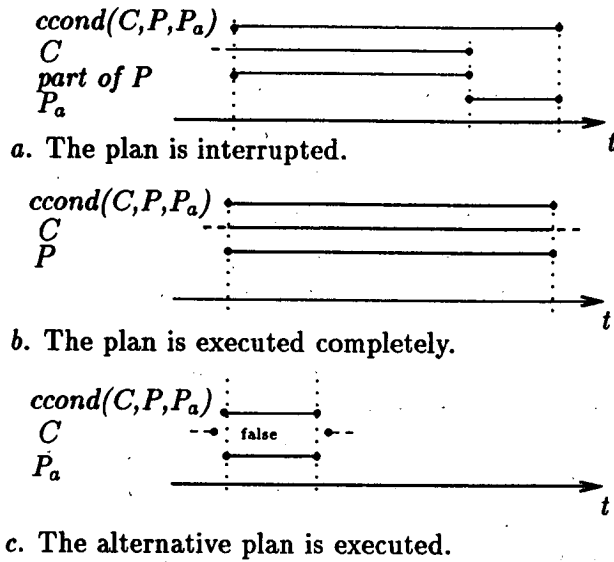 ccond(C,P,Pₐ)
C
part of P
Pₐ
t
a. The plan is interrupted.
ccond(C,P,Pₐ)
C
P
t
b. The plan is executed completely.
ccond(C,P,Pₐ)
C false
Pₐ
t
c. The alternative plan is executed.